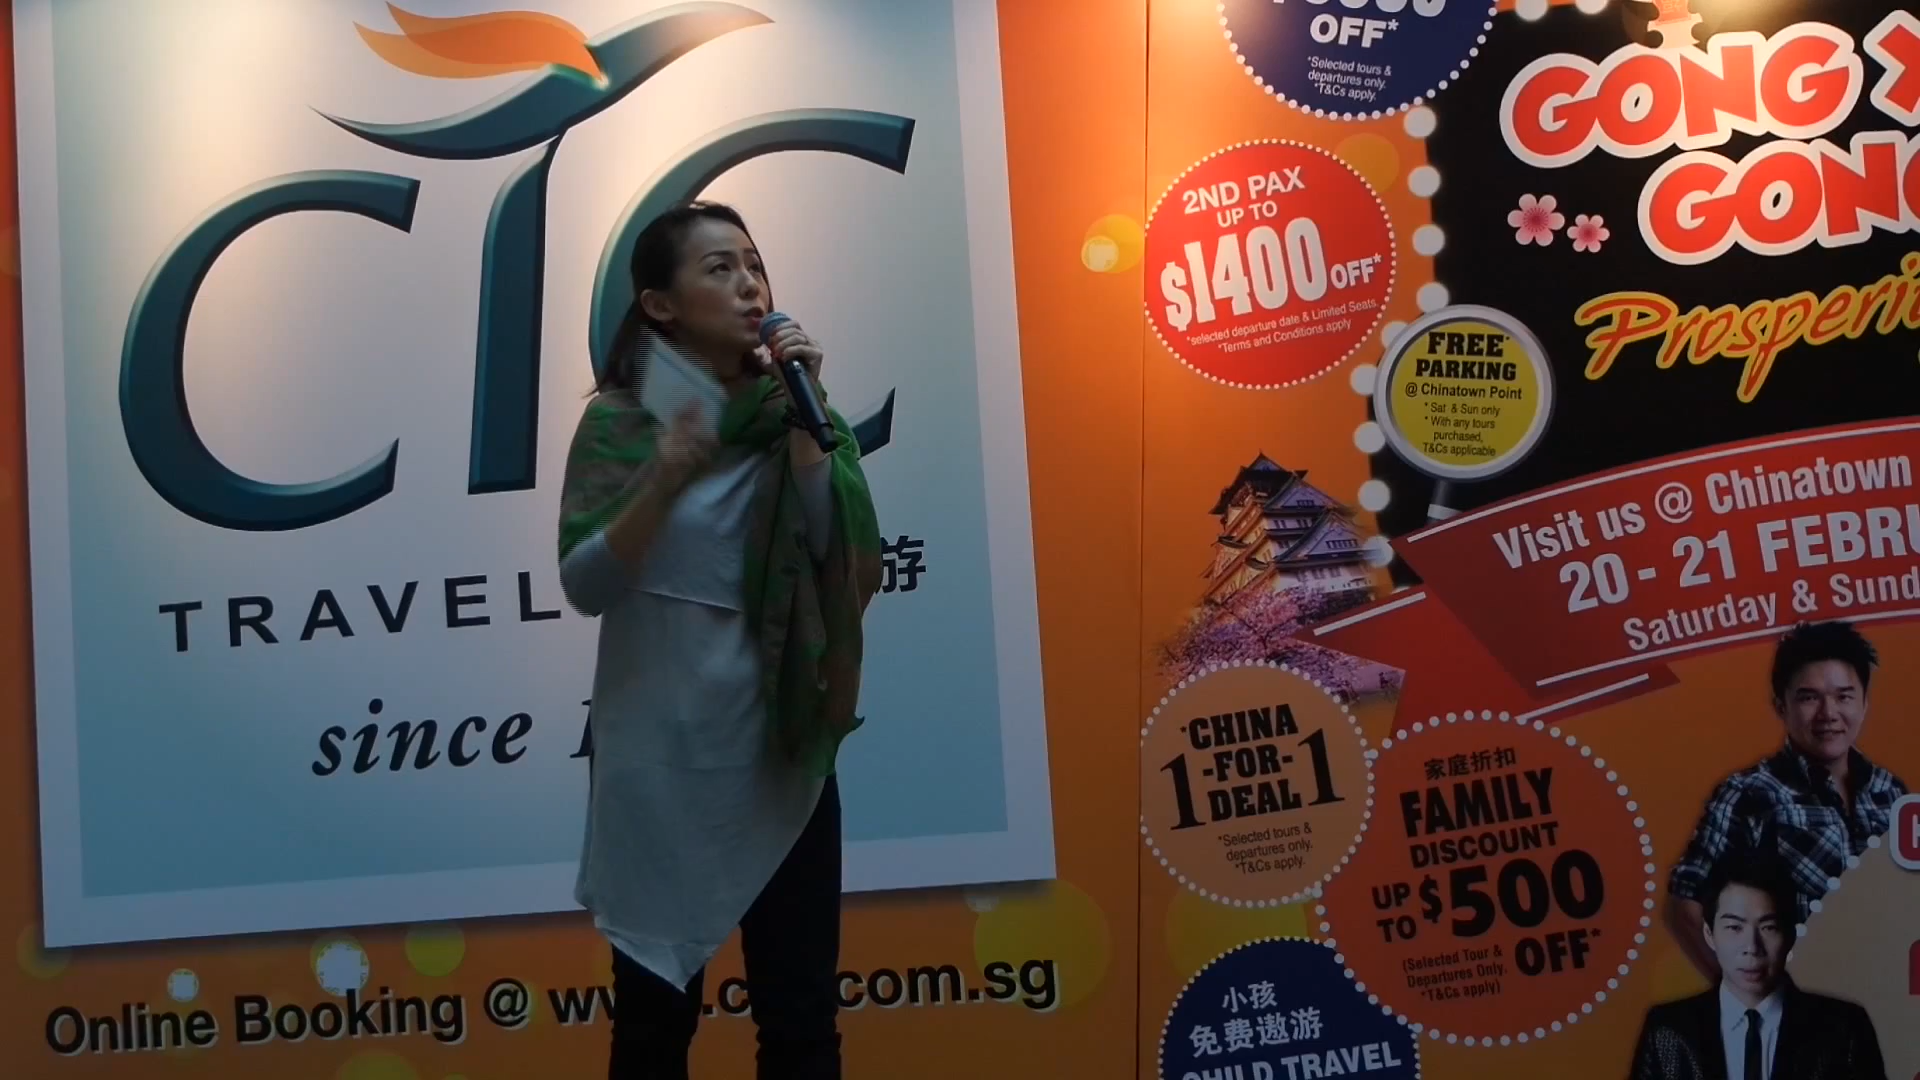 CTC
TRAVEL
游
since
Online Booking @
.com.sg
OFF*
*Selected tours &
departures only.
*T&Cs apply.
2ND PAX
UP TO
$1400 OFF*
*selected departure date & Limited Seats.
*Terms and Conditions apply
GONG
GONG
FREE*
PARKING
@ Chinatown Point
* Sat & Sun only
* With any tours
purchased,
T&Cs applicable
Visit us @ Chinatown
20 - 21
Saturday &
*CHINA
1-FOR-1
DEAL
*Selected tours &
departures only.
*T&Cs apply.
家庭折扣
FAMILY
DISCOUNT
UP TO $500
OFF*
(Selected Tour &
Departures Only.
*T&Cs apply)
小孩
免费遨游
CHILD TRAVEL